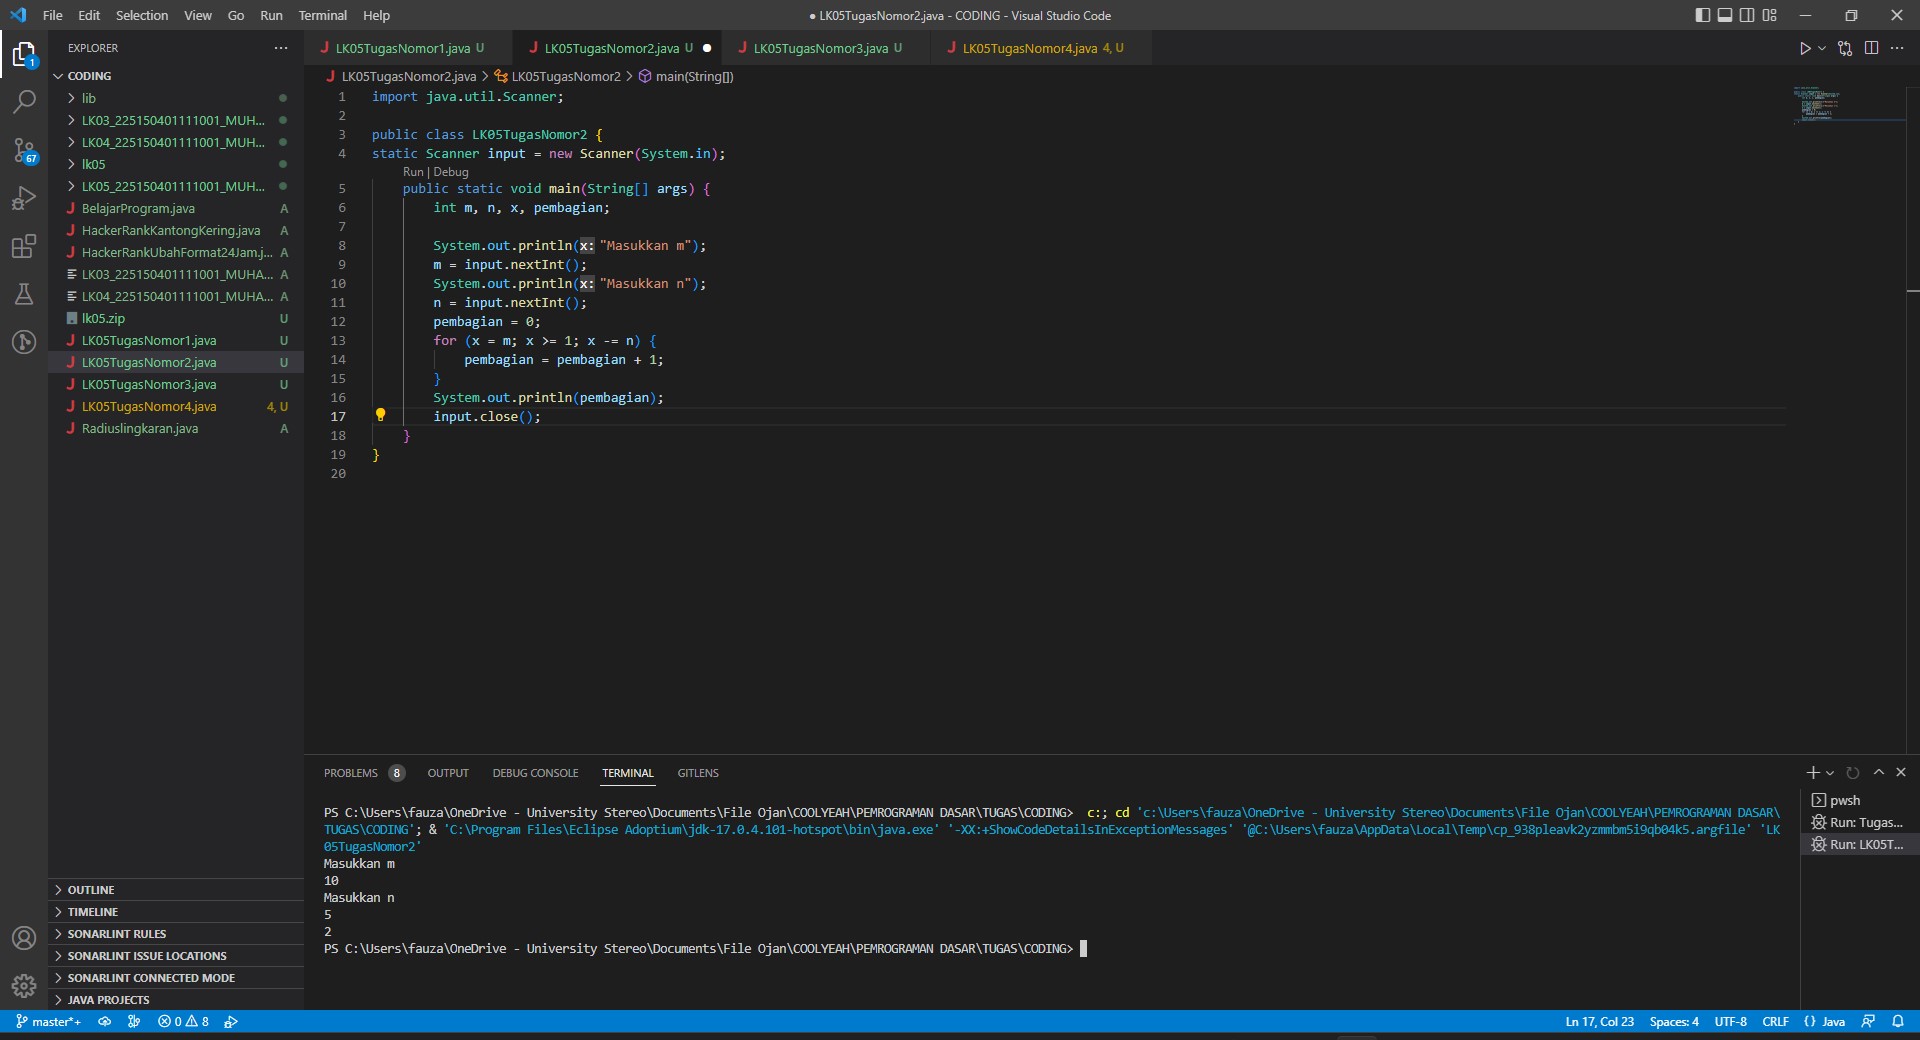 File Edit Selection View Go Run Terminal Help
● LK05TugasNomor2.java - CODING - Visual Studio Code
EXPLORER
LK05TugasNomor1.java U
LK05TugasNomor2.java U
LK05TugasNomor3.java U
LK05TugasNomor4.java 4, U
LK05TugasNomor2.java > LK05TugasNomor2 > main(String[])
1
67
CODING
lib
LK03_225150401111001_MUH...
LK04_225150401111001_MUH...
lk05
LK05_225150401111001_MUH...
BelajarProgram.java A
HackerRankKantongKering.java A
HackerRankUbahFormat24Jam.j... A
LK03_225150401111001_MUHA... A
LK04_225150401111001_MUHA... A
lk05.zip U
LK05TugasNomor1.java U
LK05TugasNomor2.java U
LK05TugasNomor3.java U
LK05TugasNomor4.java 4, U
Radiuslingkaran.java A
OUTLINE
TIMELINE
SONARLINT RULES
SONARLINT ISSUE LOCATIONS
SONARLINT CONNECTED MODE
JAVA PROJECTS
1 import java.util.Scanner;
2
3 public class LK05TugasNomor2 {
4 static Scanner input = new Scanner(System.in);
Run | Debug
5 public static void main(String[] args) {
6 int m, n, x, pembagian;
7
8 System.out.println(x: "Masukkan m");
9 m = input.nextInt();
10 System.out.println(x: "Masukkan n");
11 n = input.nextInt();
12 pembagian = 0;
13 for (x = m; x >= 1; x -= n) {
14 pembagian = pembagian + 1;
15 }
16 System.out.println(pembagian);
17 input.close();
18 }
19 }
20
PROBLEMS 8 OUTPUT DEBUG CONSOLE TERMINAL GITLENS
PS C:\Users\fauza\OneDrive - University Stereo\Documents\File Ojan\COOLYEAH\PEMROGRAMAN DASAR\TUGAS\CODING> c:; cd 'c:\Users\fauza\OneDrive - University Stereo\Documents\File Ojan\COOLYEAH\PEMROGRAMAN DASAR\
TUGAS\CODING'; & 'C:\Program Files\Eclipse Adoptium\jdk-17.0.4.101-hotspot\bin\java.exe' '-XX:+ShowCodeDetailsInExceptionMessages' '@C:\Users\fauza\AppData\Local\Temp\cp_938pleavk2yzmmbm5i9qb04k5.argfile' 'LK
05TugasNomor2'
Masukkan m
10
Masukkan n
5
2
PS C:\Users\fauza\OneDrive - University Stereo\Documents\File Ojan\COOLYEAH\PEMROGRAMAN DASAR\TUGAS\CODING>
pwsh
Run: Tugas...
Run: LK05T...
master*+ 0 8
Ln 17, Col 23 Spaces: 4 UTF-8 CRLF {} Java